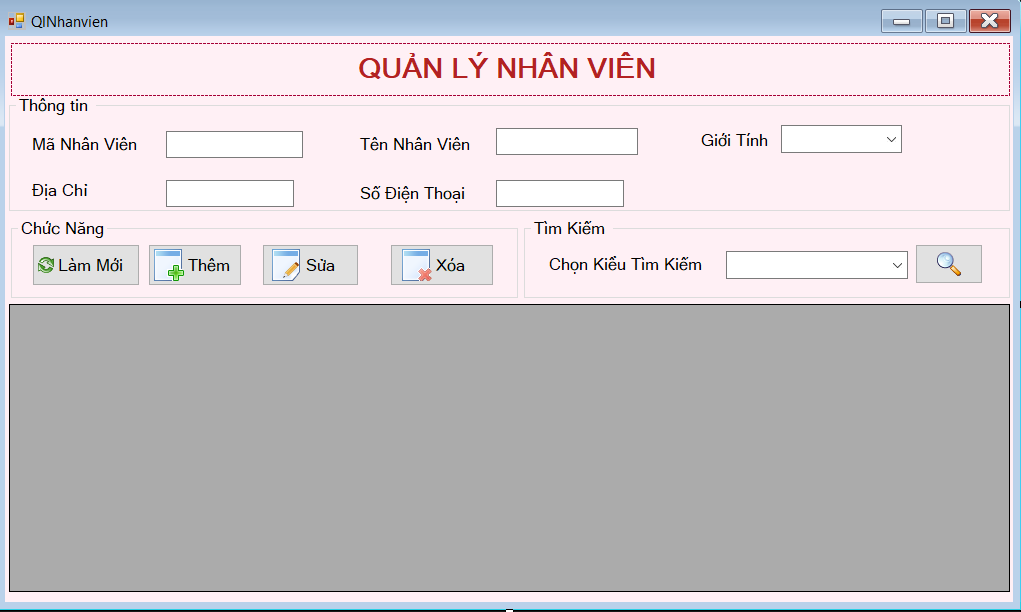 QlNhanvien
QUẢN LÝ NHÂN VIÊN
Thông tin
Mã Nhân Viên
Tên Nhân Viên
Giới Tính
Địa Chỉ
Số Điện Thoại
Chức Năng
Tìm Kiếm
Làm Mới
Thêm
Sửa
Xóa
Chọn Kiểu Tìm Kiếm